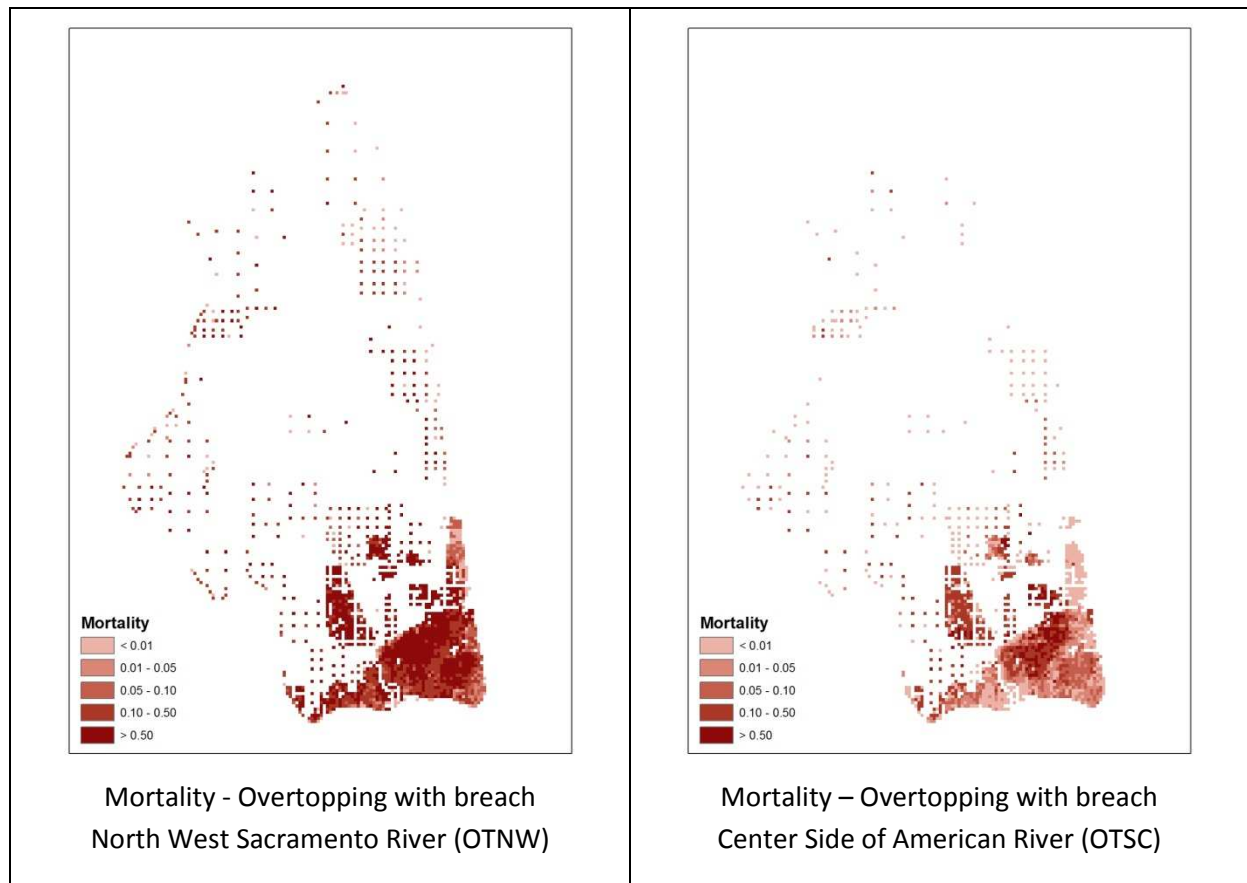 Mortality
< 0.01
0.01 - 0.05
0.05 - 0.10
0.10 - 0.50
> 0.50
Mortality - Overtopping with breach
North West Sacramento River (OTNW)
Mortality
< 0.01
0.01 - 0.05
0.05 - 0.10
0.10 - 0.50
> 0.50
Mortality – Overtopping with breach
Center Side of American River (OTSC)